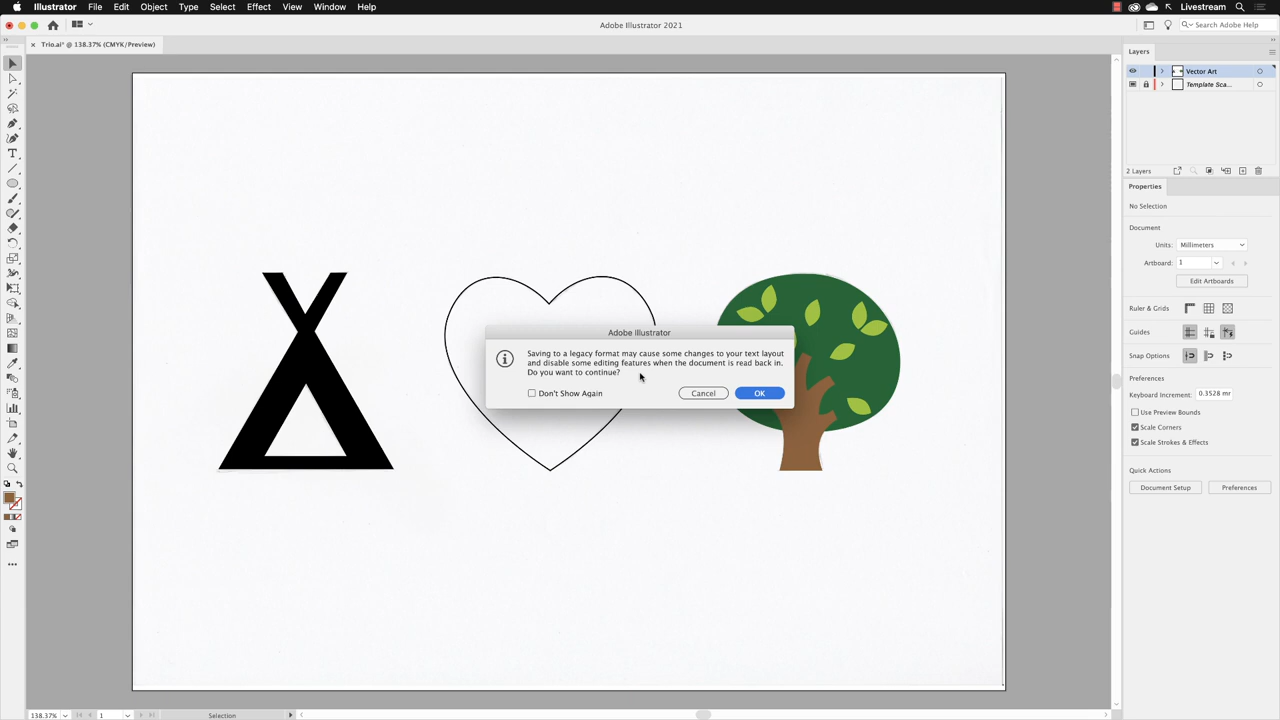 Illustrator File Edit Object Type Select Effect View Window Help Livestream
Adobe Illustrator 2021
Search Adobe Help
× Trio.ai* @ 138.37% (CMYK/Preview)
Layers
Vector Art
Template Sca...
2 Layers
Properties
No Selection
Document
Units: Millimeters
Artboard: 1
Edit Artboards
Ruler & Grids
Guides
Snap Options
Preferences
Keyboard Increment: 0.3528 mr
Use Preview Bounds
Scale Corners
Scale Strokes & Effects
Quick Actions
Document Setup Preferences
Adobe Illustrator
Saving to a legacy format may cause some changes to your text layout
and disable some editing features when the document is read back in.
Do you want to continue?
Don't Show Again Cancel OK
138.37% 1 Selection